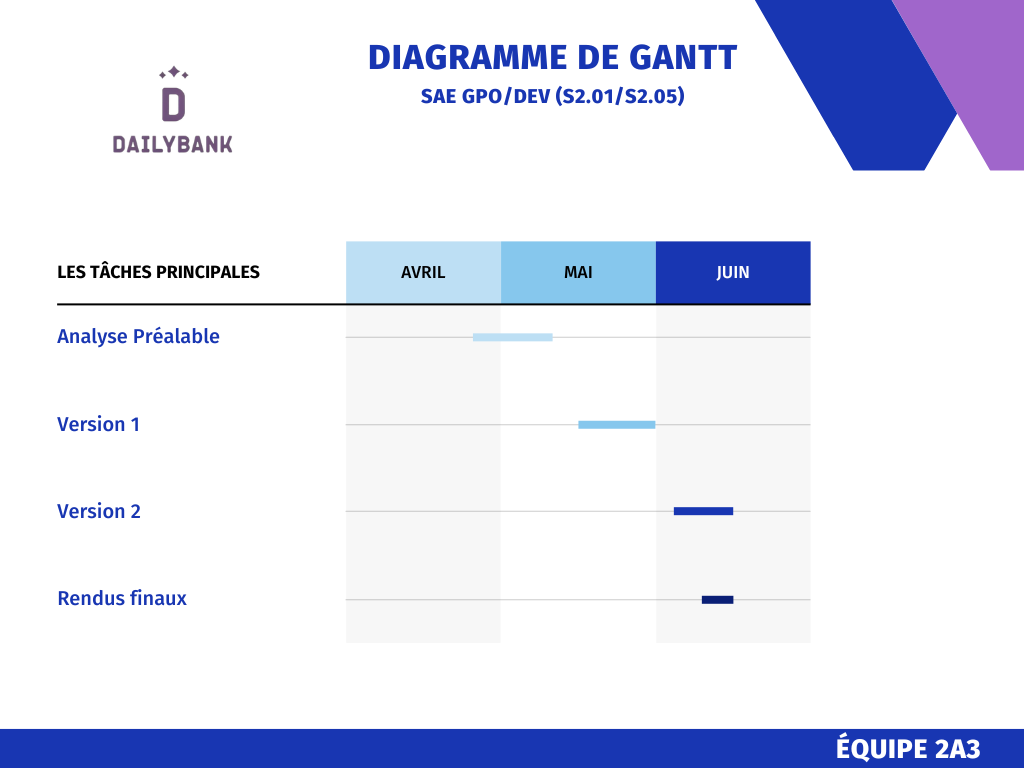 DIAGRAMME DE GANTT
SAE GPO/DEV (S2.01/S2.05)
D
DAILYBANK
LES TÂCHES PRINCIPALES
AVRIL
MAI
JUIN
Analyse Préalable
Version 1
Version 2
Rendus finaux
ÉQUIPE 2A3